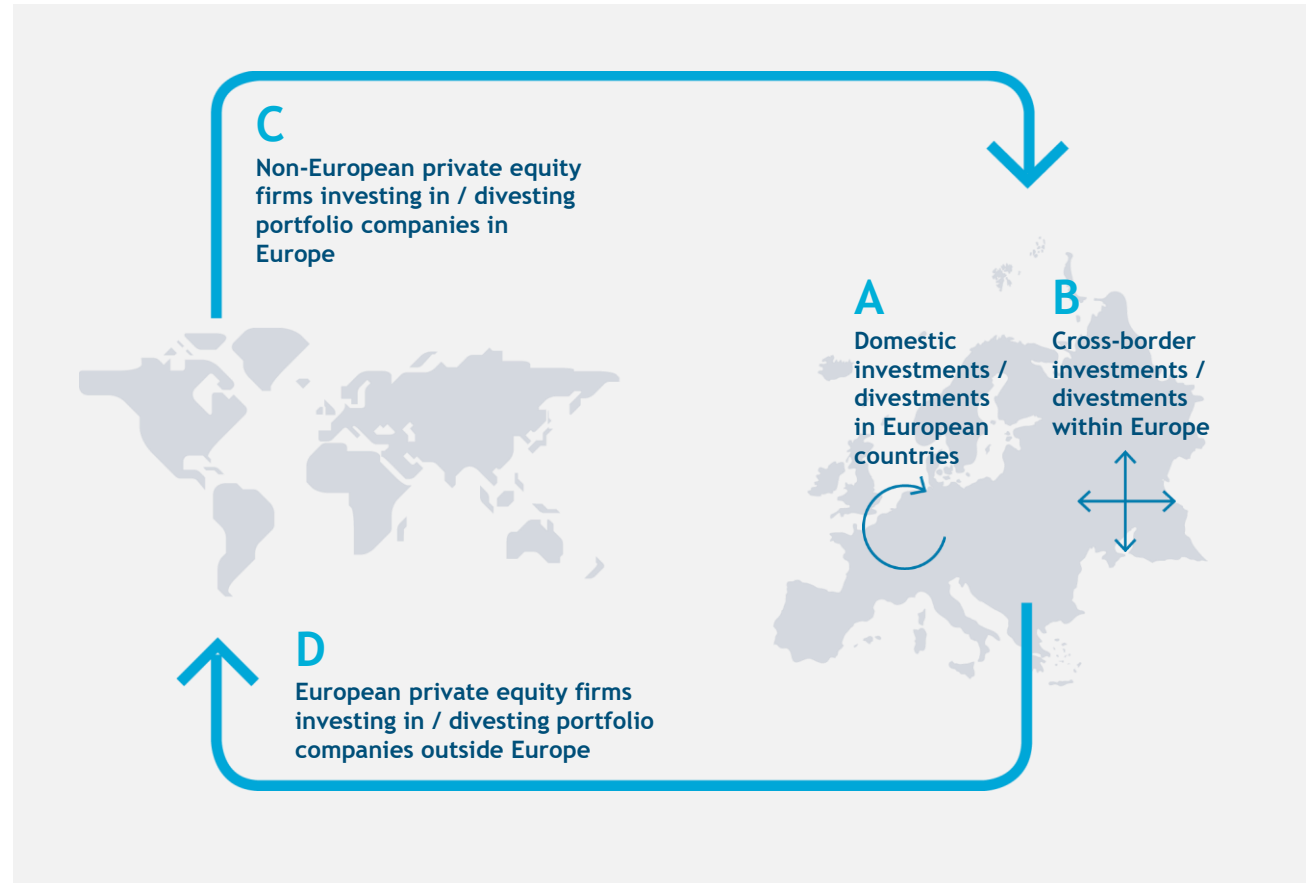 C
Non-European private equity
firms investing in / divesting
portfolio companies in
Europe
A
Domestic
investments /
divestments
in European
countries
B
Cross-border
investments /
divestments
within Europe
D
European private equity firms
investing in / divesting portfolio
companies outside Europe